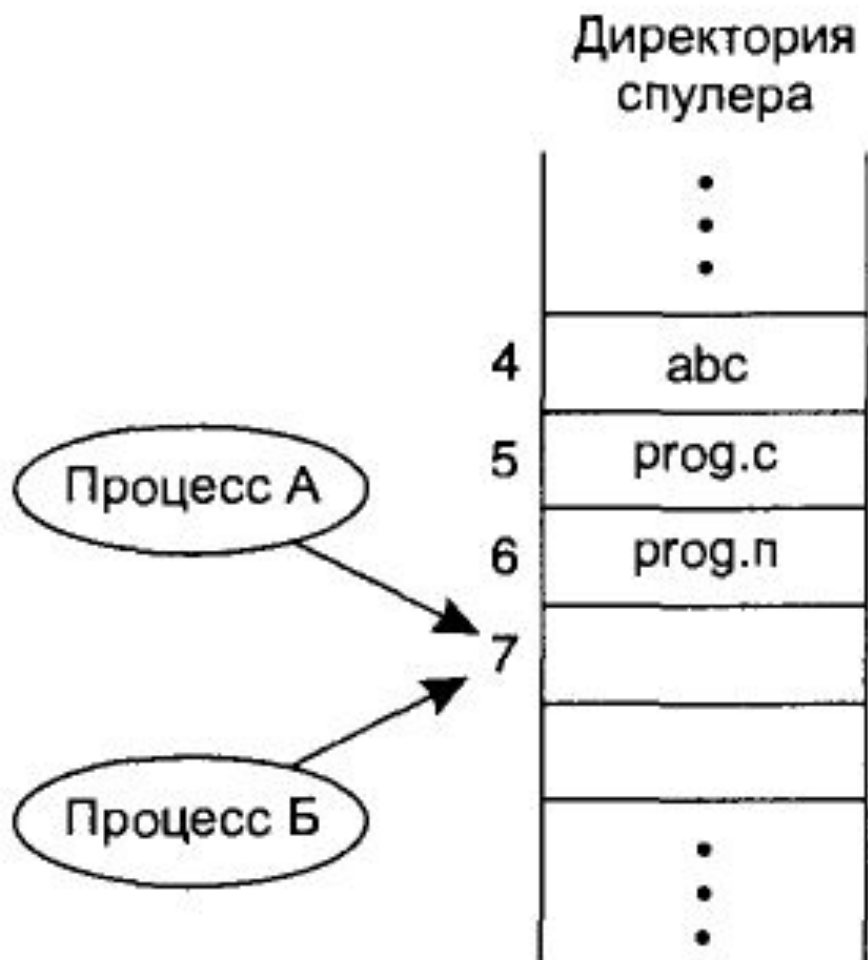 Директория
спулера
4 abc
5 prog.c
Процесс А
6 prog.п
7
Процесс Б